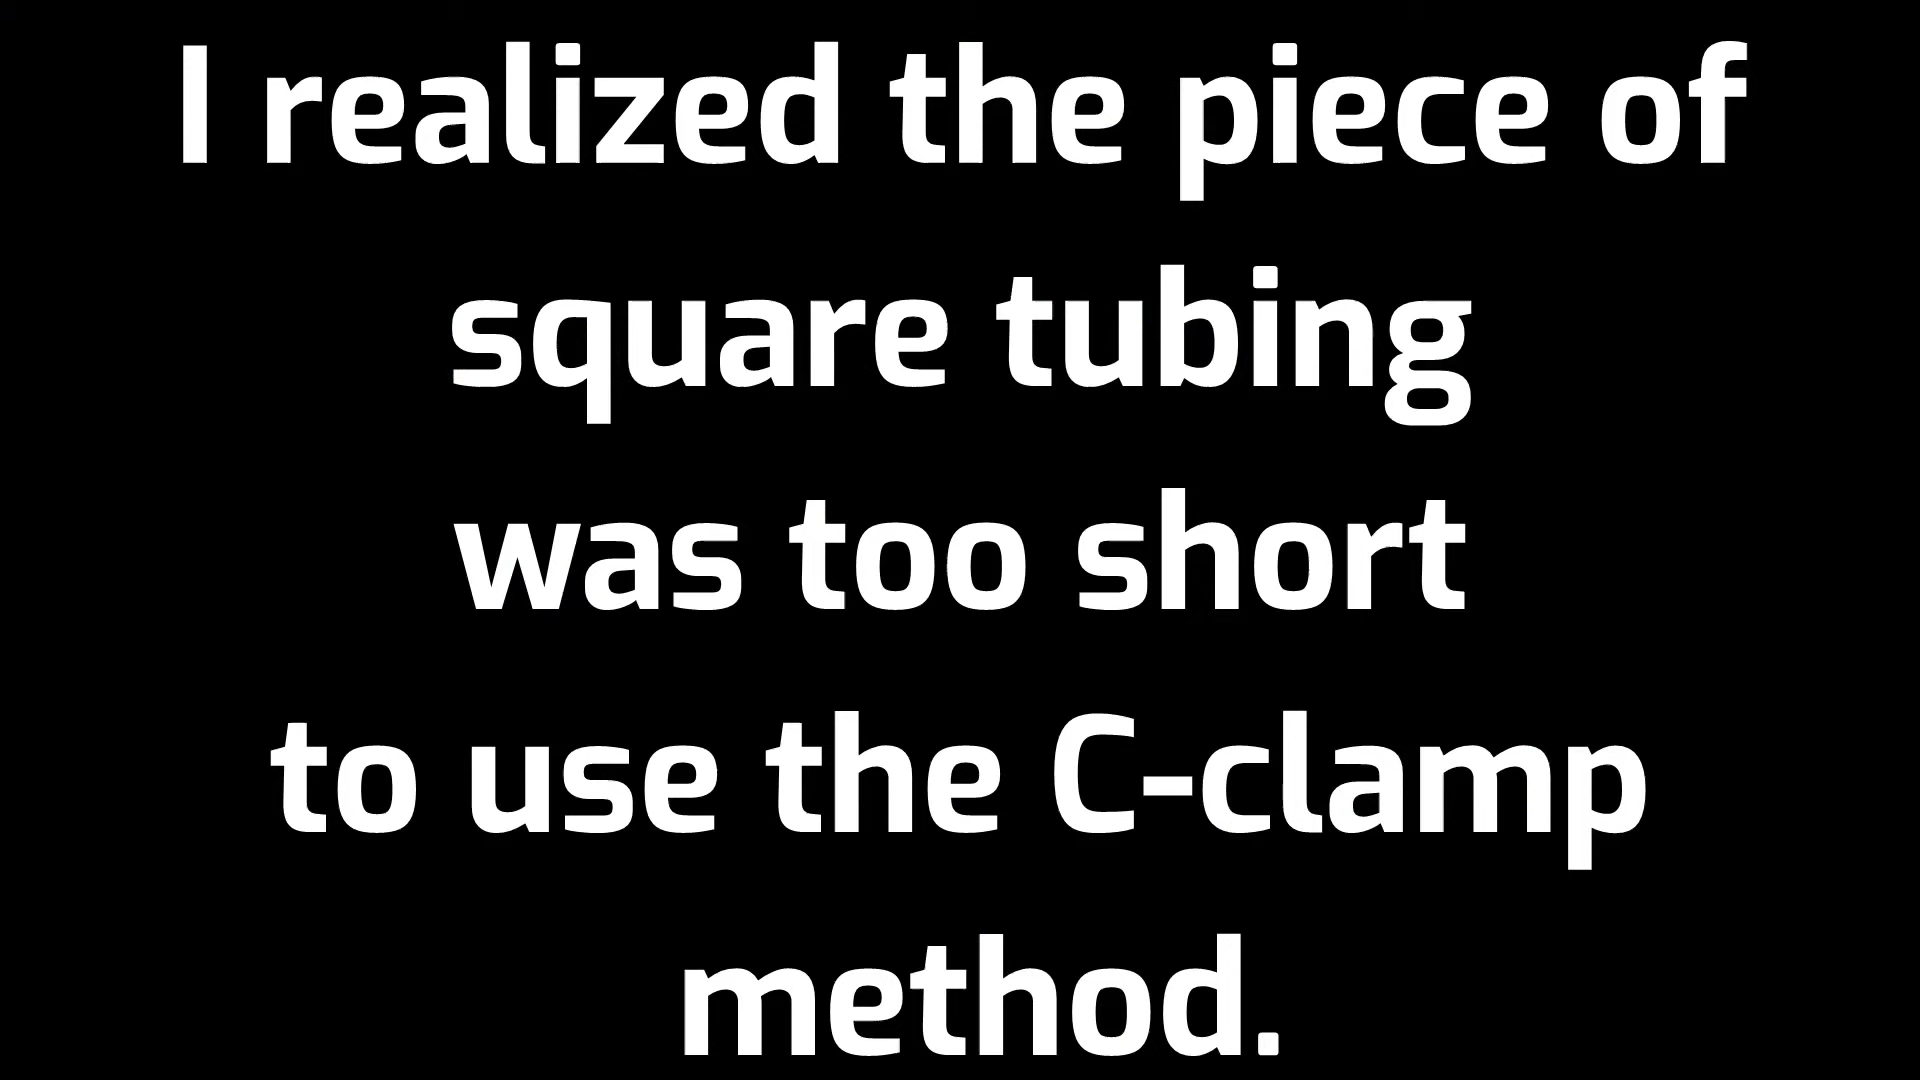 I realized the piece of
square tubing
was too short
to use the C-clamp
method.